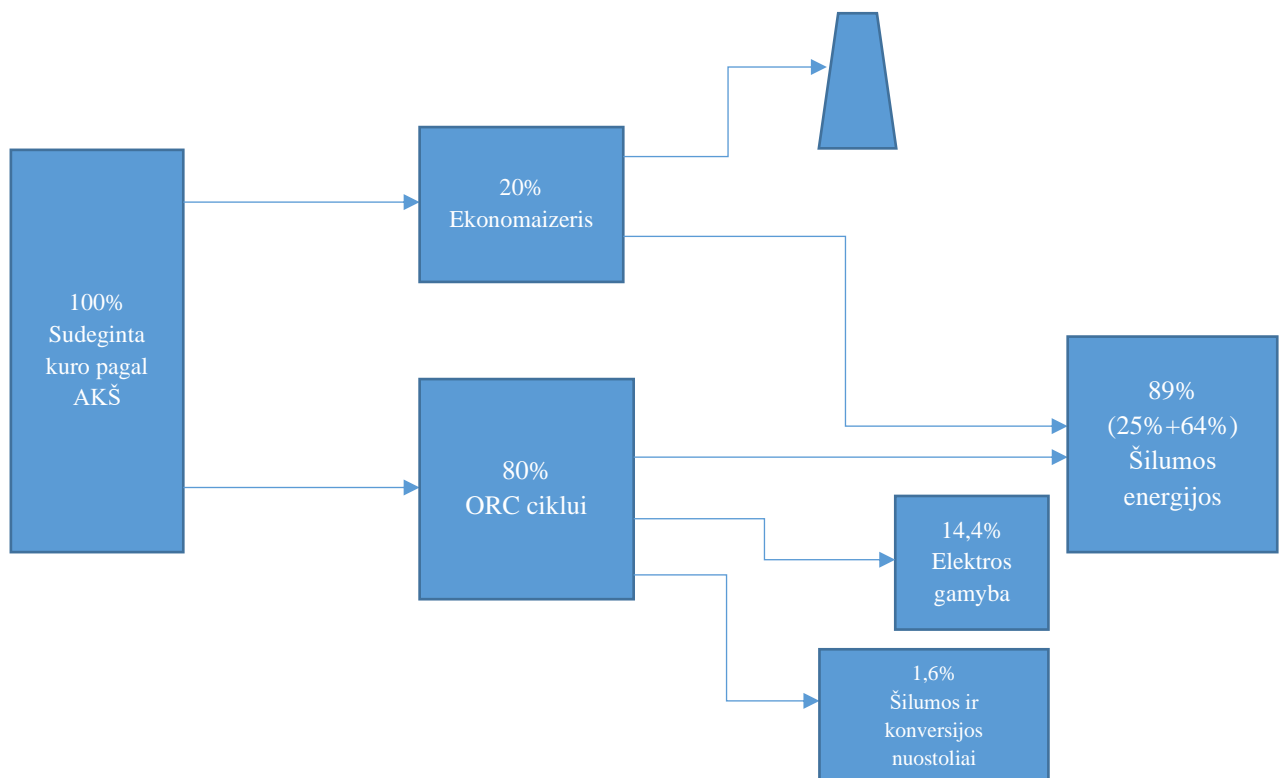 100%
Sudeginta
kuro pagal
AKŠ
20%
Ekonomaizeris
80%
ORC ciklui
89%
(25%+64%)
Šilumos
energijos
14,4%
Elektros
gamyba
1,6%
Šilumos ir
konversijos
nuostoliai